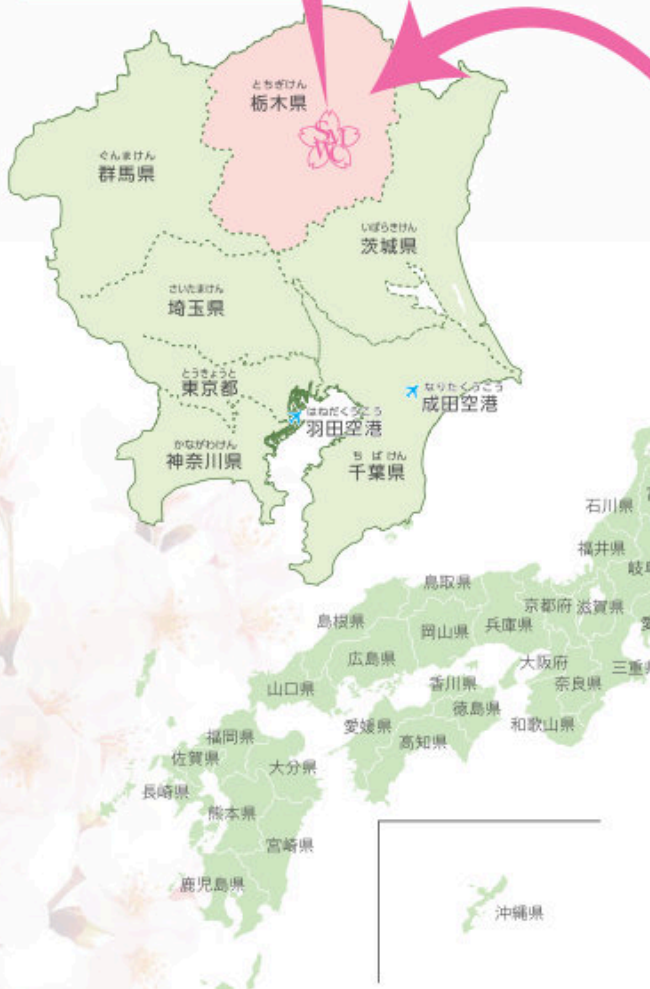 とちぎけん
栃木県
SMWC
ぐんまけん
群馬県
いばらきけん
茨城県
さいたまけん
埼玉県
とうきょうと
東京都
なりたくうこう
成田空港
はねだくうこう
羽田空港
かながわけん
神奈川県
ちばけん
千葉県
石川県
福井県
岐阜
鳥取県
京都府 滋賀県
島根県
岡山県 兵庫県
愛
広島県
大阪府
三重県
山口県
香川県
奈良県
徳島県
愛媛県
和歌山県
高知県
福岡県
佐賀県
大分県
長崎県
熊本県
宮崎県
鹿児島県
沖縄県